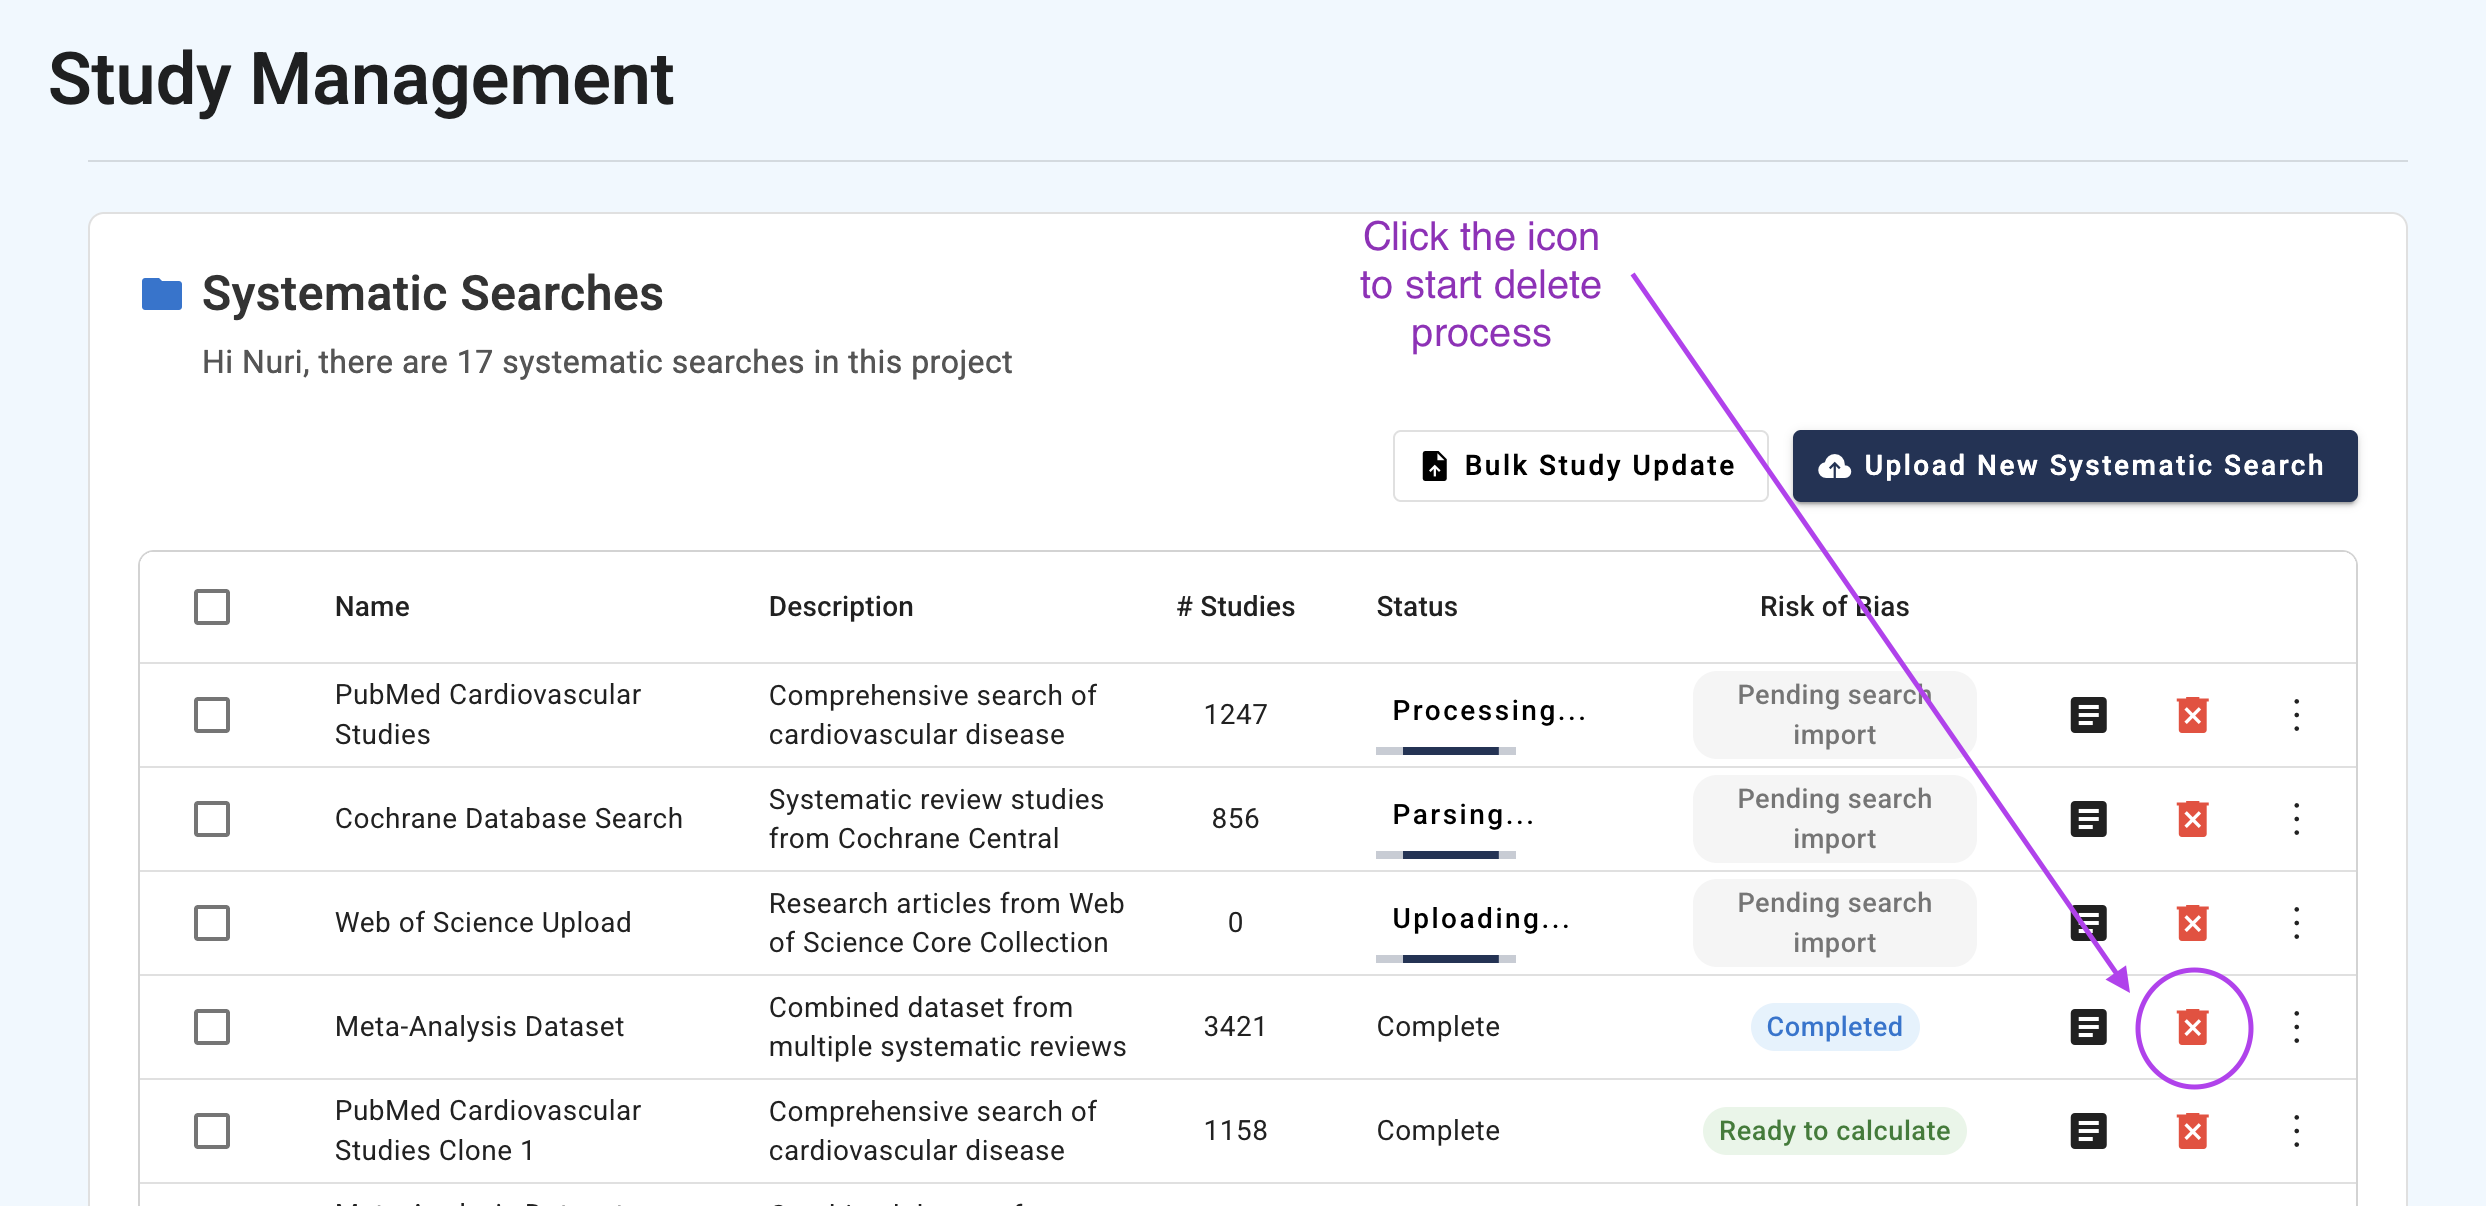 Study Management
Click the icon
to start delete
process
Systematic Searches
Hi Nuri, there are 17 systematic searches in this project
Bulk Study Update
Upload New Systematic Search
Name Description # Studies Status Risk of Bias
PubMed Cardiovascular
Studies
Comprehensive search of
cardiovascular disease
1247
Processing...
Pending search
import
Cochrane Database Search
Systematic review studies
from Cochrane Central
856
Parsing...
Pending search
import
Web of Science Upload
Research articles from Web
of Science Core Collection
0
Uploading...
Pending search
import
Meta-Analysis Dataset
Combined dataset from
multiple systematic reviews
3421
Complete
Completed
PubMed Cardiovascular
Studies Clone 1
Comprehensive search of
cardiovascular disease
1158
Complete
Ready to calculate